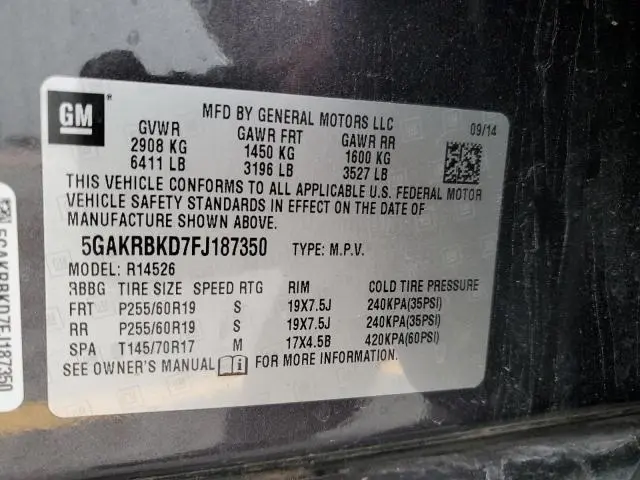 GM ®
MFD BY GENERAL MOTORS LLC 09/14
GVWR GAWR FRT GAWR RR
2908 KG 1450 KG 1600 KG
6411 LB 3196 LB 3527 LB
THIS VEHICLE CONFORMS TO ALL APPLICABLE U.S. FEDERAL MOTOR
VEHICLE SAFETY STANDARDS IN EFFECT ON THE DATE OF
MANUFACTURE SHOWN ABOVE.
5GAKRBKD7FJ187350 TYPE: M.P.V.
MODEL: R14526
RBBG TIRE SIZE SPEED RTG RIM COLD TIRE PRESSURE
FRT P255/60R19 S 19X7.5J 240KPA(35PSI)
RR P255/60R19 S 19X7.5J 240KPA(35PSI)
SPA T145/70R17 M 17X4.5B 420KPA(60PSI)
SEE OWNER'S MANUAL FOR MORE INFORMATION.
5GAKRBKD7FJ187350